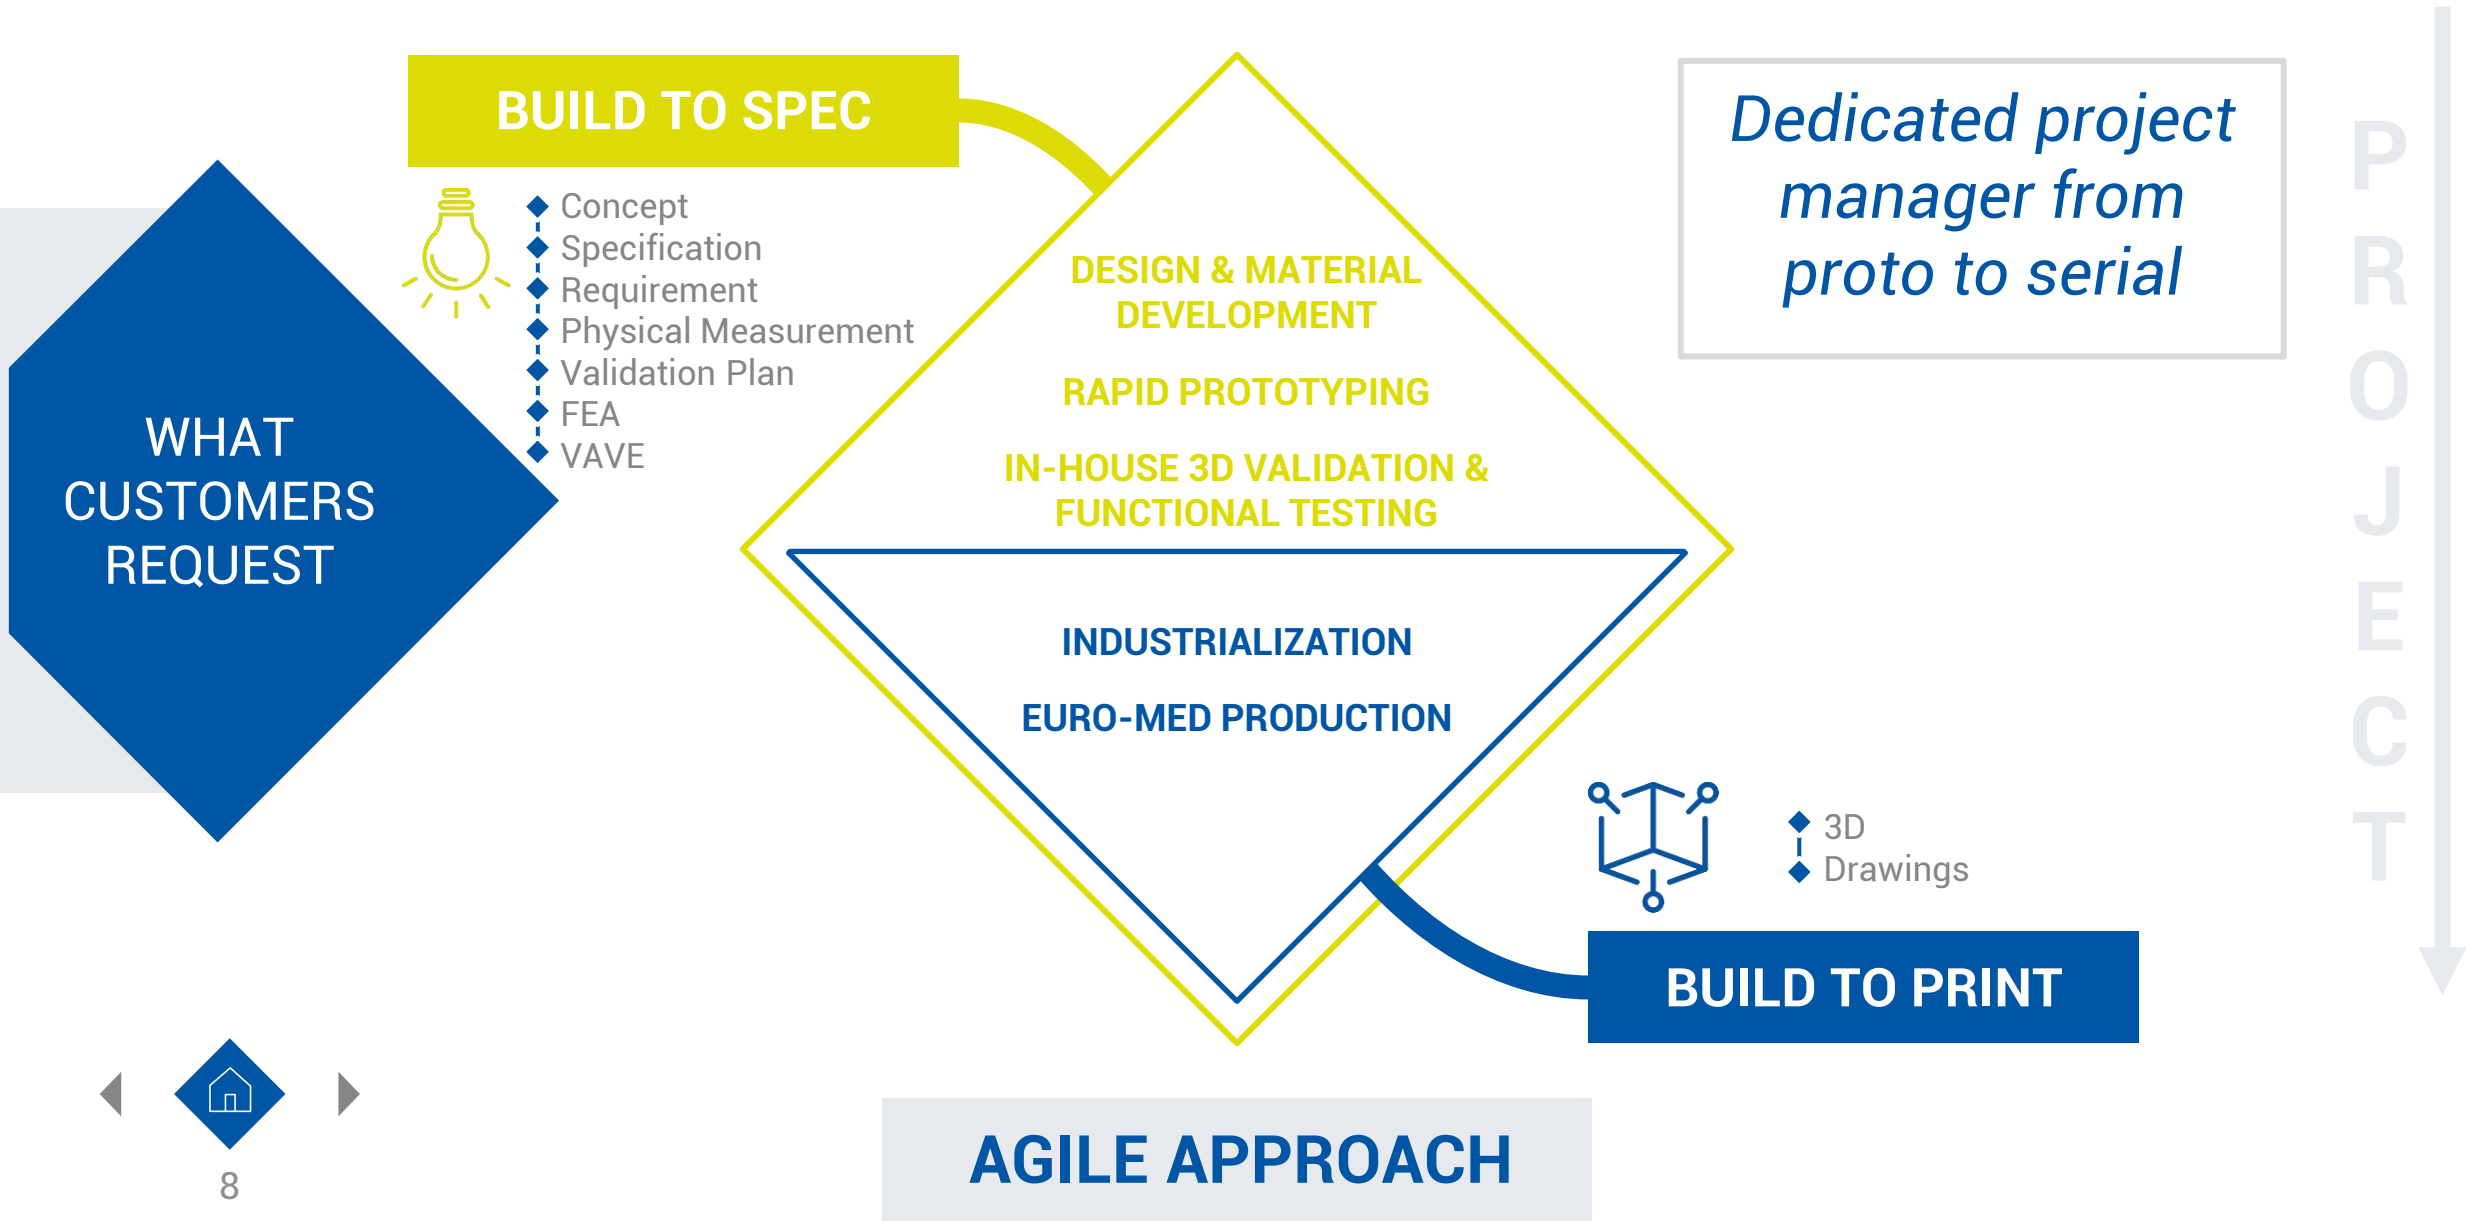 BUILD TO SPEC
Concept
Specification
Requirement
Physical Measurement
Validation Plan
FEA
VAVE
WHAT
CUSTOMERS
REQUEST
DESIGN & MATERIAL
DEVELOPMENT
RAPID PROTOTYPING
IN-HOUSE 3D VALIDATION &
FUNCTIONAL TESTING
INDUSTRIALIZATION
EURO-MED PRODUCTION
Dedicated project
manager from
proto to serial
3D
Drawings
BUILD TO PRINT
P
R
O
J
E
C
T
AGILE APPROACH
8